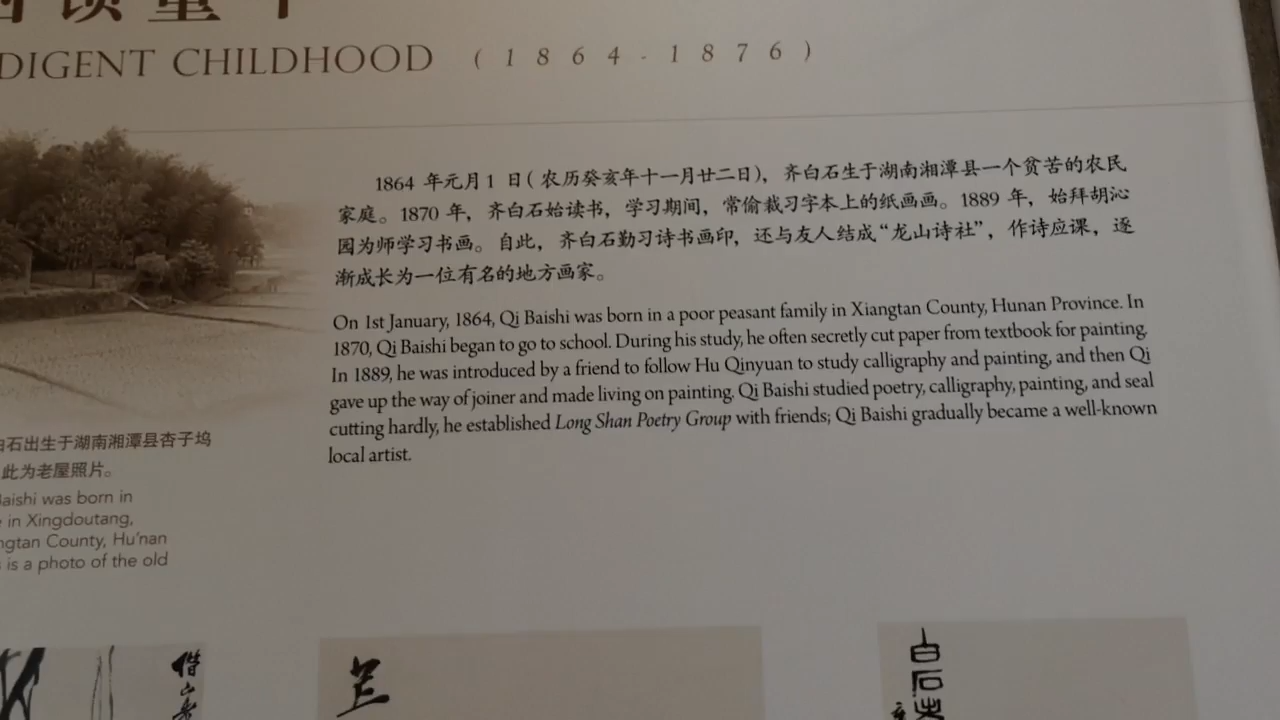 DIGENT CHILDHOOD (1864-1876)
1864 年元月1 日(农历癸亥年十一月廿二日),齐白石生于湖南湘潭县一个贫苦的农民
家庭。1870 年,齐白石始读书,学习期间,常偷裁习字本上的纸画画。1889 年,始拜胡沁
园为师学习书画。自此,齐白石勤习诗书画印,还与友人结成“龙山诗社”,作诗应课,逐
渐成长为一位有名的地方画家。
On 1st January, 1864, Qi Baishi was born in a poor peasant family in Xiangtan County, Hunan Province. In
1870, Qi Baishi began to go to school. During his study, he often secretly cut paper from textbook for painting.
In 1889, he was introduced by a friend to follow Hu Qinyuan to study calligraphy and painting, and then Qi
gave up the way of joiner and made living on painting. Qi Baishi studied poetry, calligraphy, painting, and seal
cutting hardly, he established Long Shan Poetry Group with friends; Qi Baishi gradually became a well-known
local artist.
白石出生于湖南湘潭县杏子坞
此为老屋照片。
Baishi was born in
in Xingdoutang,
ngtan County, Hu'nan
is a photo of the old
借山
白石